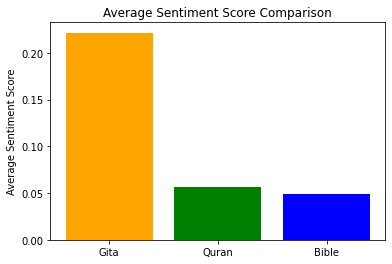 Average Sentiment Score Comparison
Average Sentiment Score
0.20
0.15
0.10
0.05
0.00
Gita Quran Bible